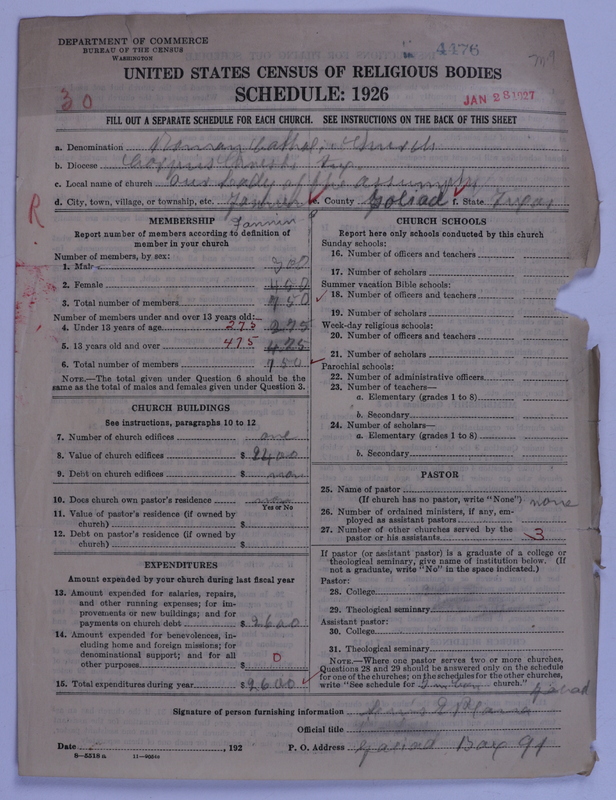 DEPARTMENT OF COMMERCE
BUREAU OF THE CENSUS
WASHINGTON
4476
30
UNITED STATES CENSUS OF RELIGIOUS BODIES
SCHEDULE: 1926
JAN 28 1927
FILL OUT A SEPARATE SCHEDULE FOR EACH CHURCH. SEE INSTRUCTIONS ON THE BACK OF THIS SHEET
a. Denomination Roman Catholic Church
b. Diocese Corpus Christi Tex.
c. Local name of church Our Lady of the
d. City, town, village, or township, etc. Fannin e. County Goliad f. State Texas
R
Fannin
MEMBERSHIP
Report number of members according to definition of member in your church
Number of members, by sex:
1. Male 300
2. Female 450
3. Total number of members 750
Number of members under and over 13 years old:
4. Under 13 years of age 275 275
5. 13 years old and over 475 475
6. Total number of members 750
NOTE.—The total given under Question 6 should be the same as the total of males and females given under Question 3.
CHURCH BUILDINGS
See instructions, paragraphs 10 to 12
7. Number of church edifices one
8. Value of church edifices $ 2400
9. Debt on church edifices $
10. Does church own pastor's residence
Yes or No
11. Value of pastor's residence (if owned by church) $
12. Debt on pastor's residence (if owned by church) $
EXPENDITURES
Amount expended by your church during last fiscal year
13. Amount expended for salaries, repairs, and other running expenses; for improvements or new buildings; and for payments on church debt $ 2600
14. Amount expended for benevolences, including home and foreign missions; for denominational support; and for all other purposes $ 0
15. Total expenditures during year $ 2600
CHURCH SCHOOLS
Report here only schools conducted by this church
Sunday schools:
16. Number of officers and teachers
17. Number of scholars
Summer vacation Bible schools:
18. Number of officers and teachers
19. Number of scholars
Week-day religious schools:
20. Number of officers and teachers
21. Number of scholars
Parochial schools:
22. Number of administrative officers
23. Number of teachers—
a. Elementary (grades 1 to 8)
b. Secondary
24. Number of scholars—
a. Elementary (grades 1 to 8)
b. Secondary
PASTOR
25. Name of pastor
(If church has no pastor, write "None") none
26. Number of ordained ministers, if any, employed as assistant pastors
27. Number of other churches served by the pastor or his assistants 3
If pastor (or assistant pastor) is a graduate of a college or theological seminary, give name of institution below. (If not a graduate, write "No" in the space indicated.)
Pastor:
28. College
29. Theological seminary
Assistant pastor:
30. College
31. Theological seminary
NOTE.—Where one pastor serves two or more churches, Questions 28 and 29 should be answered only on the schedule for one of the churches; on the schedules for the other churches, write "See schedule for church." Goliad
Signature of person furnishing information
Official title
Date , 192
P. O. Address Goliad Box 91
8—5518 a 11—9054a